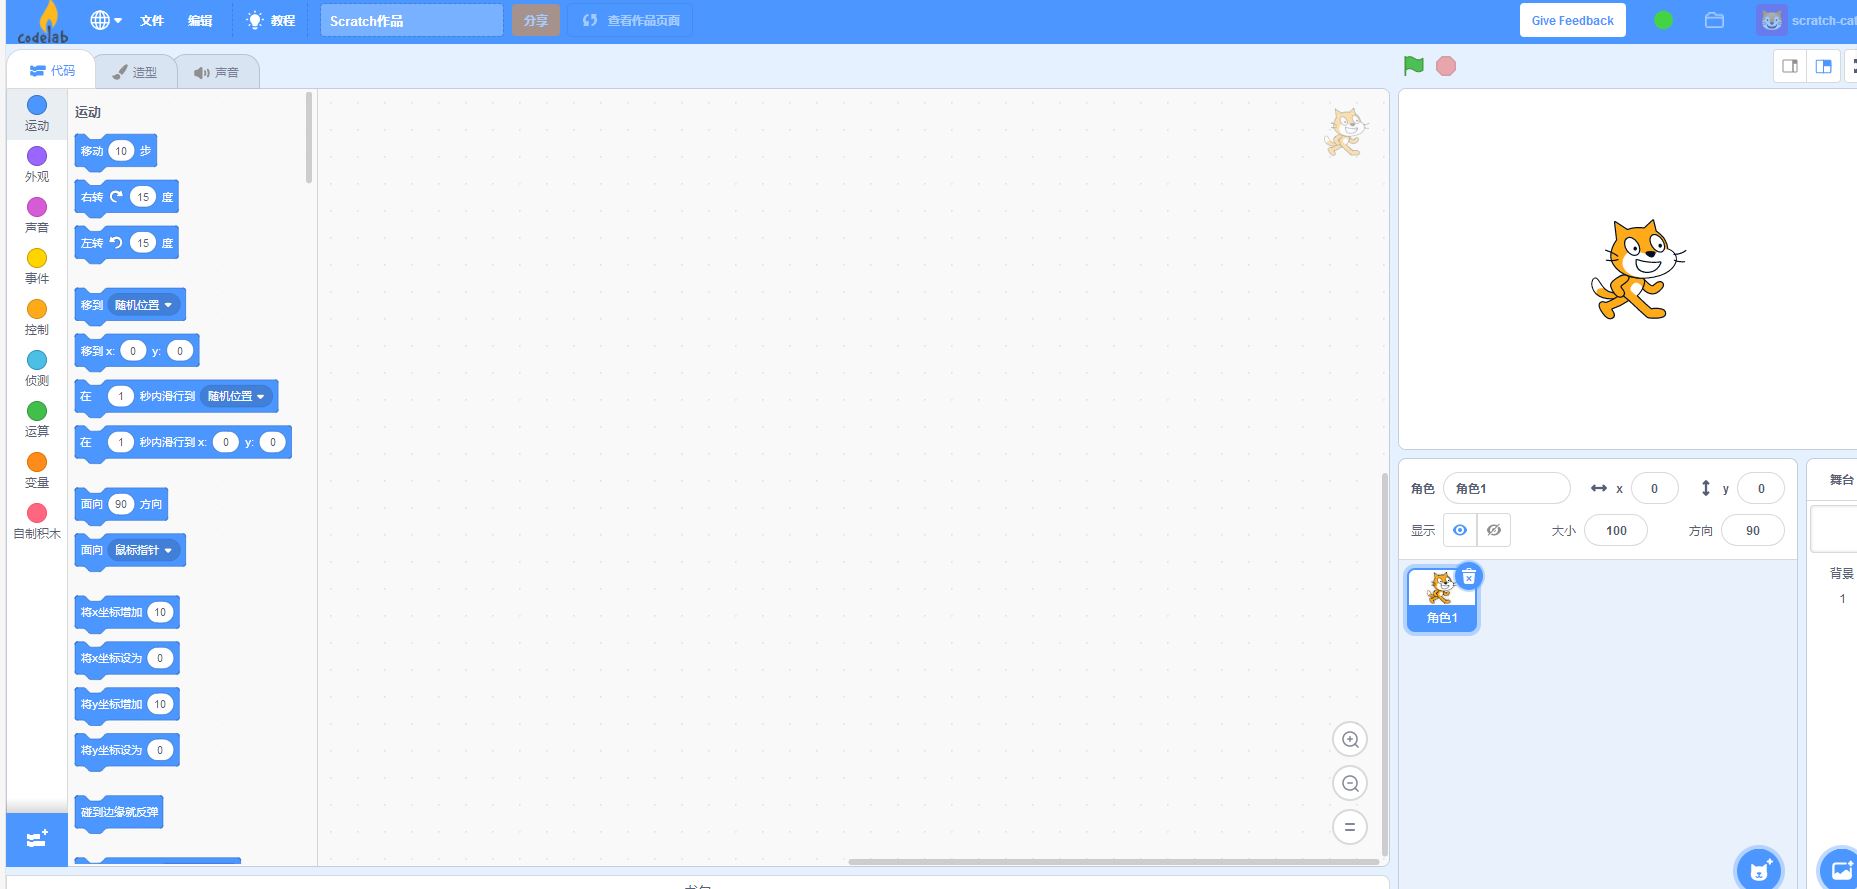 codelab
文件
编辑
教程
Scratch作品
分享
查看作品页面
Give Feedback
scratch-cat
代码
造型
声音
运动
外观
声音
事件
控制
侦测
运算
变量
自制积木
运动
移动 10 步
右转 15 度
左转 15 度
移到 随机位置
移到 x: 0 y: 0
在 1 秒内滑行到 随机位置
在 1 秒内滑行到 x: 0 y: 0
面向 90 方向
面向 鼠标指针
将x坐标增加 10
将x坐标设为 0
将y坐标增加 10
将y坐标设为 0
碰到边缘就反弹
角色 角色1 x 0 y 0
显示 大小 100 方向 90
角色1
舞台
背景
1